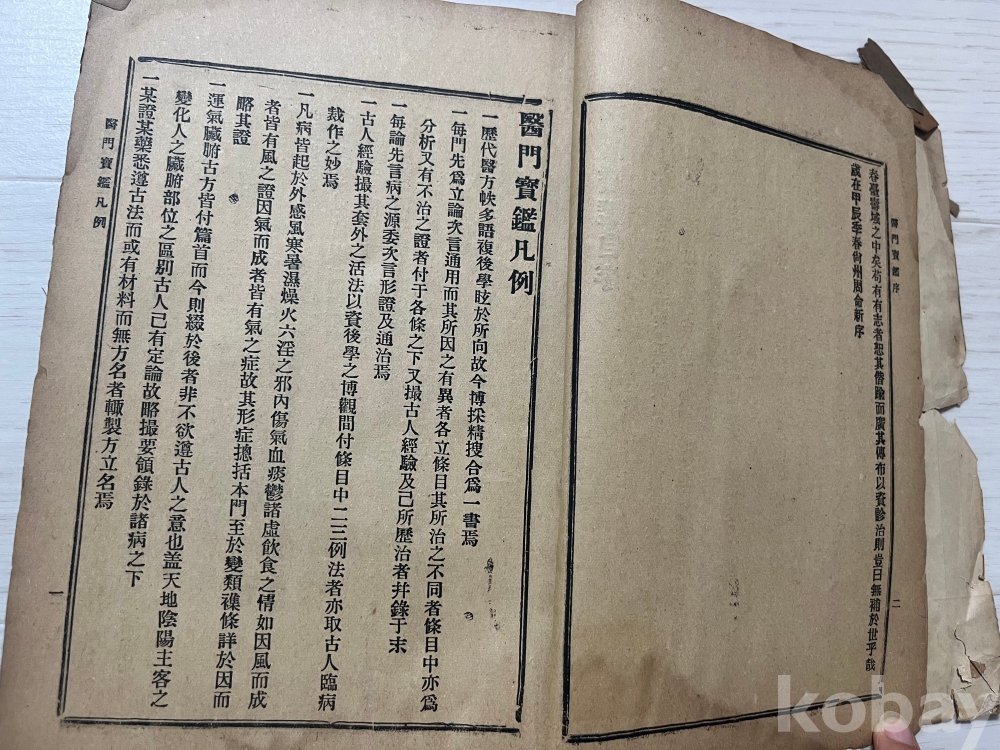 醫門寶鑑序
二
春臺壽域之中矣苟有有志者恕其僭踰而廣其傳布以資診治則豈曰無補於世乎哉
歲在甲辰季春尙州周命新序
醫門寶鑑凡例
一歷代醫方帙多語複後學眩於所向故今博採精搜合爲一書焉
一每門先爲立論次言通用而其所因之有異者各立條目其所治之不同者條目中亦爲
分析又有不治之證者付于各條之下又撮古人經驗及己所歷治者幷錄于末
一每論先言病之源委次言形證及通治焉
一古人經驗撮其套外之活法以資後學之博觀間付條目中二三例法者亦取古人臨病
裁作之妙焉
一凡病皆起於外感風寒暑濕燥火六淫之邪內傷氣血痰鬱諸虛飮食之情如因風而成
者皆有風之證因氣而成者皆有氣之症故其形症摠括本門至於變類襍條詳於因而
略其證
一運氣臟腑古方皆付篇首而今則綴於後者非不欲遵古人之意也盖天地陰陽主客之
變化人之臟腑部位之區別古人已有定論故略撮要領錄於諸病之下
一某證某藥悉遵古法而或有材料而無方名者輒製方立名焉
醫門寶鑑凡例
一
kobay